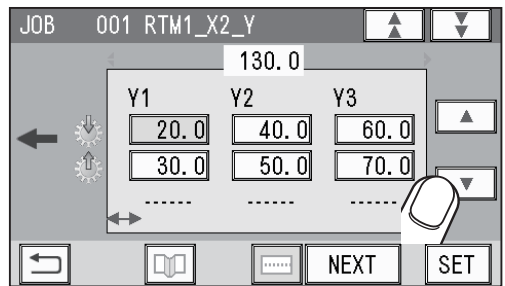 JOB 001 RTM1_X2_Y
130.0
Y1 Y2 Y3
20.0 40.0 60.0
30.0 50.0 70.0
------ ------ ------
NEXT SET